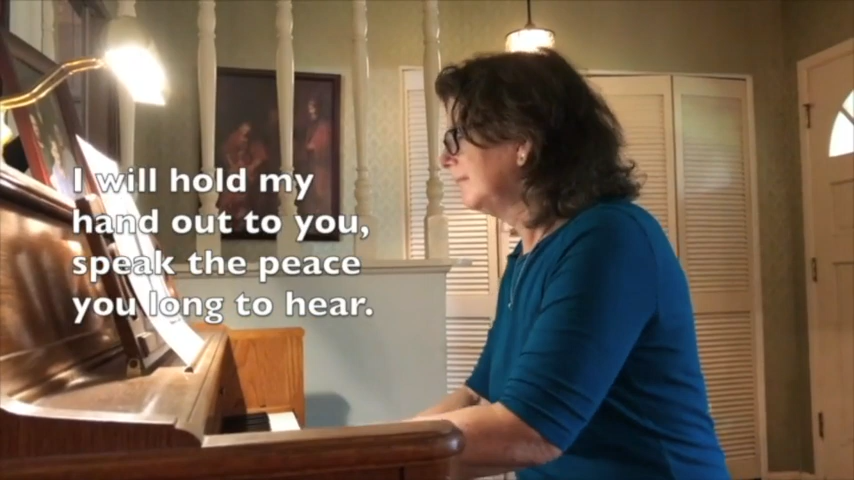 I will hold my
hand out to you,
speak the peace
you long to hear.